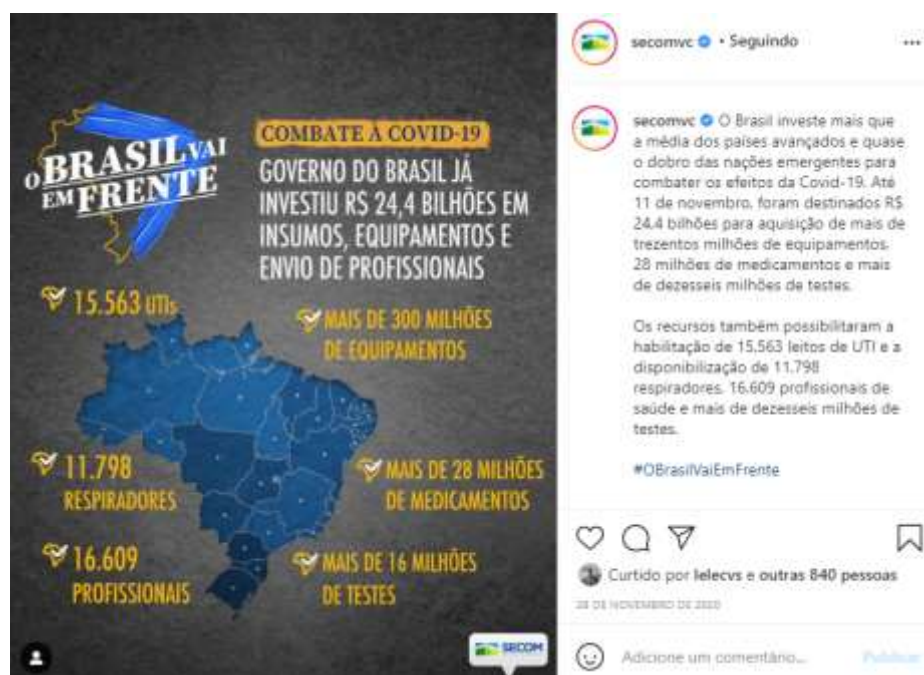 O BRASIL VAI
EM FRENTE
COMBATE À COVID-19
GOVERNO DO BRASIL JÁ
INVESTIU R$ 24,4 BILHÕES EM
INSUMOS, EQUIPAMENTOS E
ENVIO DE PROFISSIONAIS
15.563 UTIs
MAIS DE 300 MILHÕES
DE EQUIPAMENTOS
11.798
RESPIRADORES
MAIS DE 28 MILHÕES
DE MEDICAMENTOS
16.609
PROFISSIONAIS
MAIS DE 16 MILHÕES
DE TESTES
SECOM
secomvc • Seguindo
secomvc O Brasil investe mais que
a média dos países avançados e quase
o dobro das nações emergentes para
combater os efeitos da Covid-19. Até
11 de novembro, foram destinados R$
24,4 bilhões para aquisição de mais de
trezentos milhões de equipamentos,
28 milhões de medicamentos e mais
de dezesseis milhões de testes.
Os recursos também possibilitaram a
habilitação de 15.563 leitos de UTI e a
disponibilização de 11.798
respiradores, 16.609 profissionais de
saúde e mais de dezesseis milhões de
testes.
#OBrasilVaiEmFrente
Curtido por lelecvs e outras 840 pessoas
28 DE NOVEMBRO DE 2020
Adicione um comentário...
Publicar